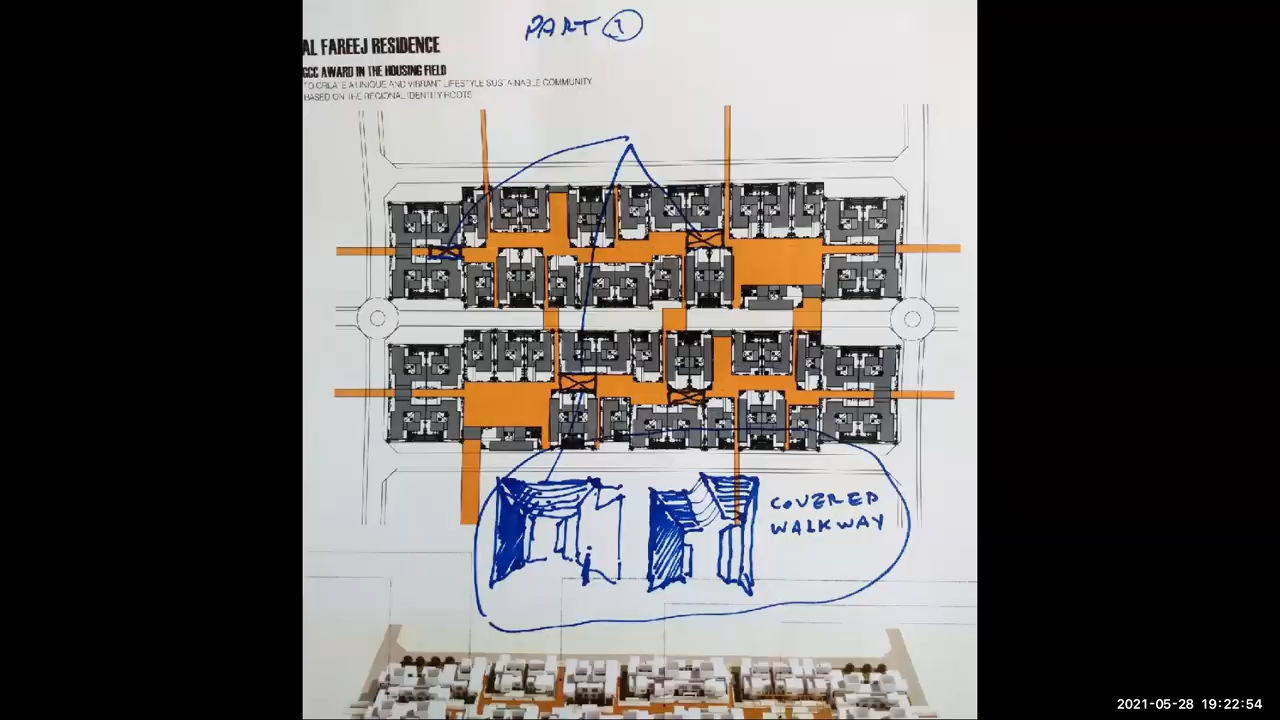 PART 1
AL FAREEJ RESIDENCE
GCC AWARD IN THE HOUSING FIELD
TO CREATE A UNIQUE AND VIBRANT LIFESTYLE SUSTAINABLE COMMUNITY
BASED ON THE REGIONAL IDENTITY ROOTS
COVERED
WALKWAY
2021-05-28 19:22:54